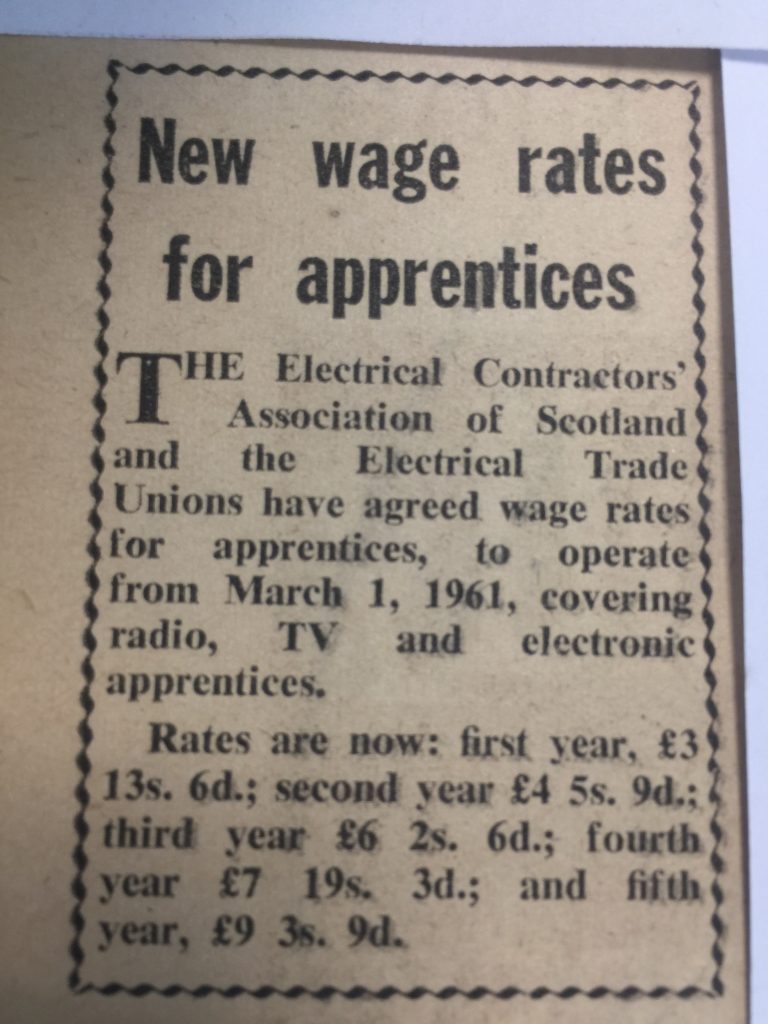 New wage rates
for apprentices
THE Electrical Contractors'
Association of Scotland
and the Electrical Trade
Unions have agreed wage rates
for apprentices, to operate
from March 1, 1961, covering
radio, TV and electronic
apprentices.
Rates are now: first year, £3
13s. 6d.; second year £4 5s. 9d.;
third year £6 2s. 6d.; fourth
year £7 19s. 3d.; and fifth
year, £9 3s. 9d.